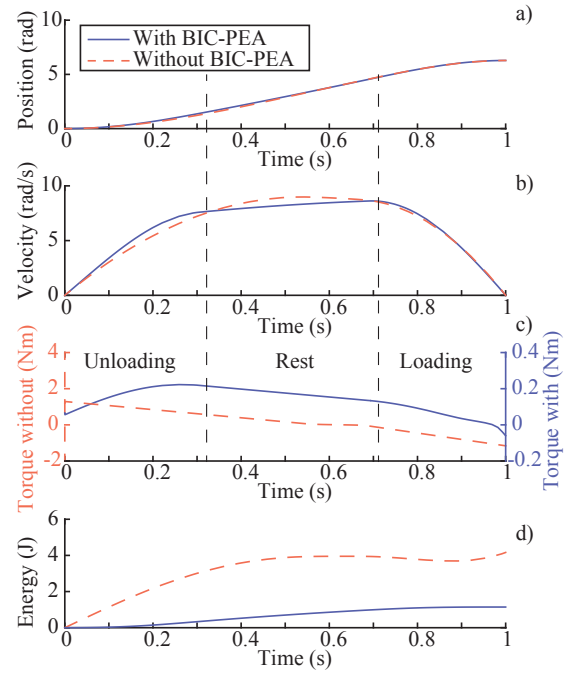 a)
Position (rad)
10
5
0
With BIC-PEA
Without BIC-PEA
0 0.2 0.4 0.6 0.8 1
Time (s)
b)
Velocity (rad/s)
10
5
0
0 0.2 0.4 0.6 0.8 1
Time (s)
c)
Torque without (Nm)
4
2
0
-2
Unloading Rest Loading
0.4
0.2
0
-0.2
Torque with (Nm)
0 0.2 0.4 0.6 0.8 1
Time (s)
d)
Energy (J)
6
4
2
0
0 0.2 0.4 0.6 0.8 1
Time (s)